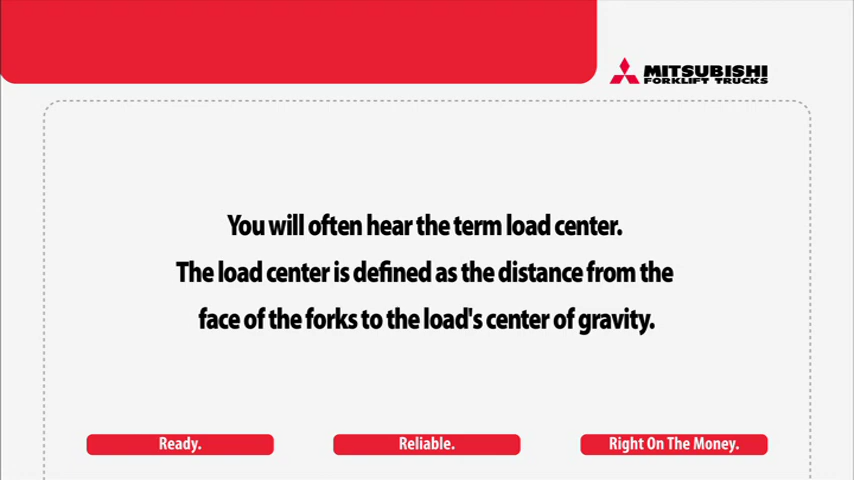 MITSUBISHI
FORKLIFT TRUCKS
You will often hear the term load center.
The load center is defined as the distance from the
face of the forks to the load's center of gravity.
Ready.
Reliable.
Right On The Money.